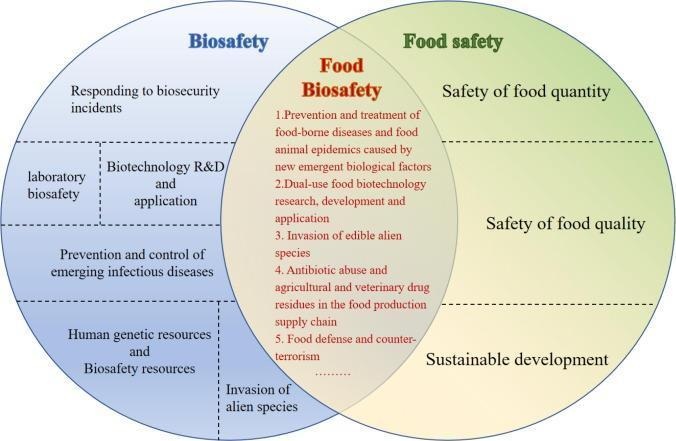 Biosafety
Responding to biosecurity
incidents
laboratory
biosafety
Biotechnology R&D
and
application
Prevention and control of
emerging infectious diseases
Human genetic resources
and
Biosafety resources
Invasion of
alien species
Food
Biosafety
1.Prevention and treatment of
food-borne diseases and food
animal epidemics caused by
new emergent biological factors
2.Dual-use food biotechnology
research, development and
application
3. Invasion of edible alien
species
4. Antibiotic abuse and
agricultural and veterinary drug
residues in the food production
supply chain
5. Food defense and counter-
terrorism
………
Food safety
Safety of food quantity
Safety of food quality
Sustainable development